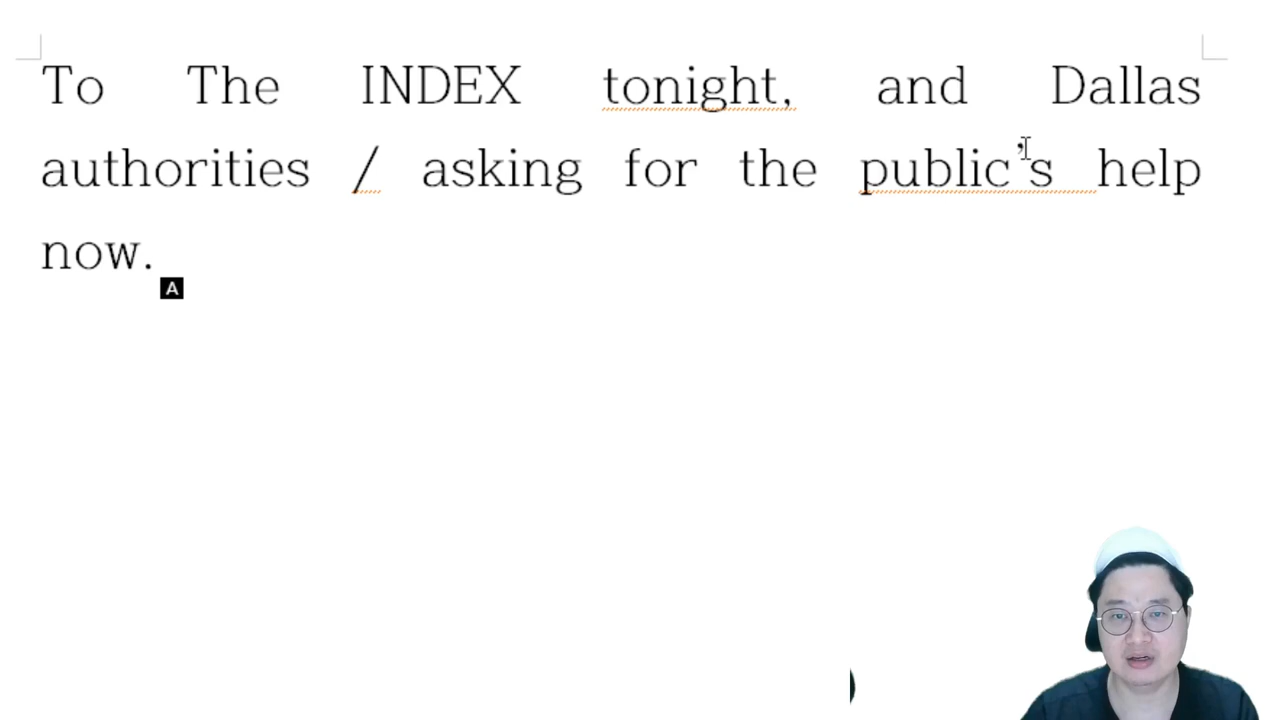 To The INDEX tonight, and Dallas
authorities / asking for the public's help
now.
A